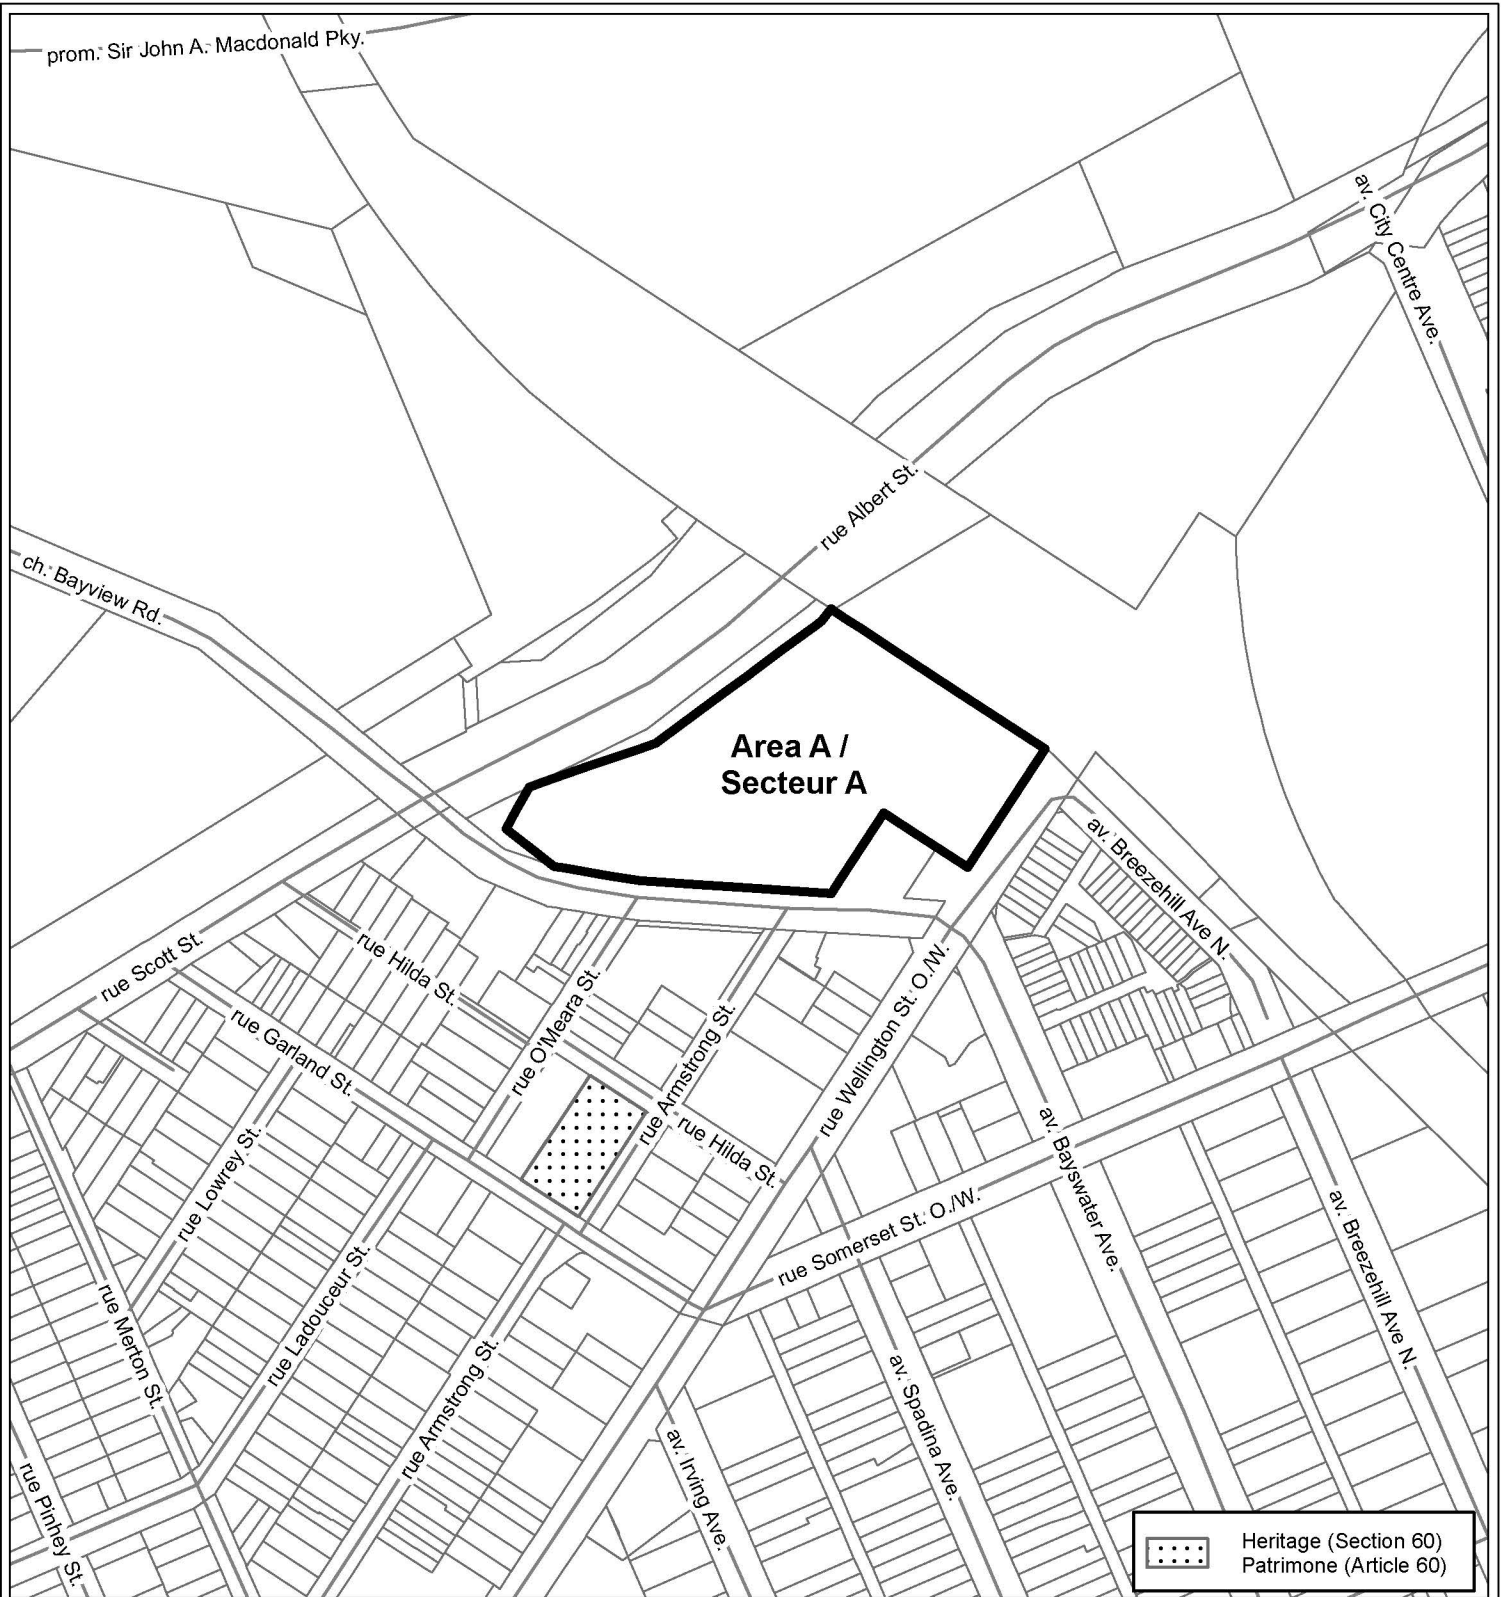 prom. Sir John A. Macdonald Pky.
av. City Centre Ave.
rue Albert St.
ch. Bayview Rd.
Area A /
Secteur A
av. Breezehill Ave N.
rue Scott St.
rue Hilda St.
rue O'Meara St.
rue Wellington St. O./W.
rue Garland St.
rue Armstrong St.
rue Hilda St.
rue Lowrey St.
av. Bayswater Ave.
rue Somerset St. O./W.
av. Breezehill Ave N.
rue Ladouceur St.
rue Merton St.
rue Armstrong St.
av. Spadina Ave.
av. Irving Ave.
rue Pinhey St.
Heritage (Section 60)
Patrimone (Article 60)